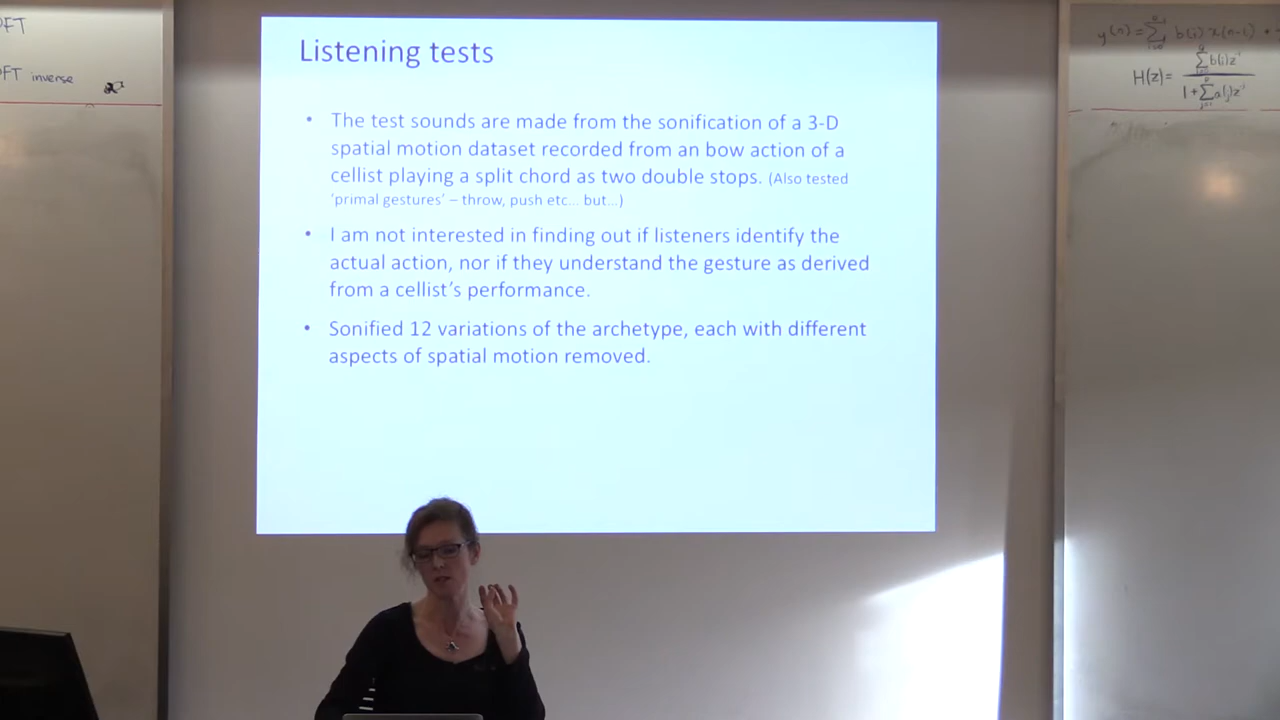 Listening tests
• The test sounds are made from the sonification of a 3-D
spatial motion dataset recorded from an bow action of a
cellist playing a split chord as two double stops. (Also tested
'primal gestures' – throw, push etc... but...)
• I am not interested in finding out if listeners identify the
actual action, nor if they understand the gesture as derived
from a cellist's performance.
• Sonified 12 variations of the archetype, each with different
aspects of spatial motion removed.
inverse
y(n) = ∑ b(i) x(n-i) +
H(z) = ∑ b(i)z
1 + ∑ a(j)z